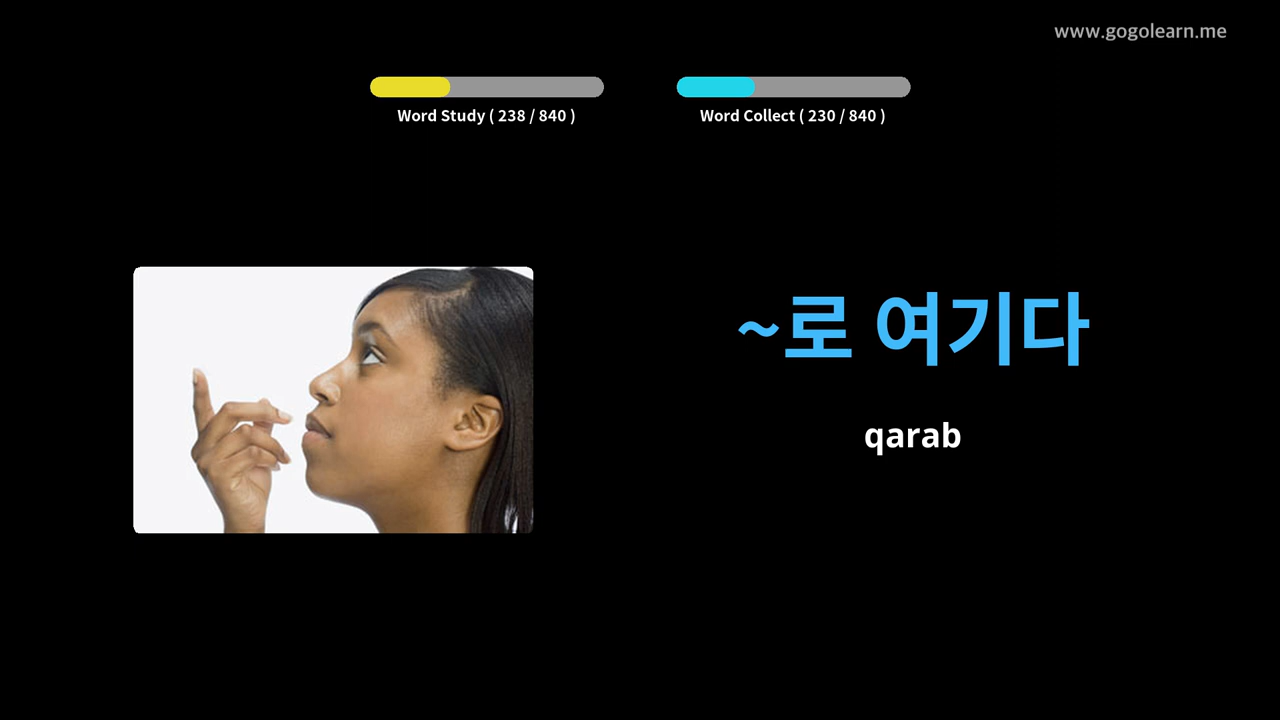 www.gogolearn.me
Word Study ( 238 / 840 )
Word Collect ( 230 / 840 )
~로 여기다
qarab